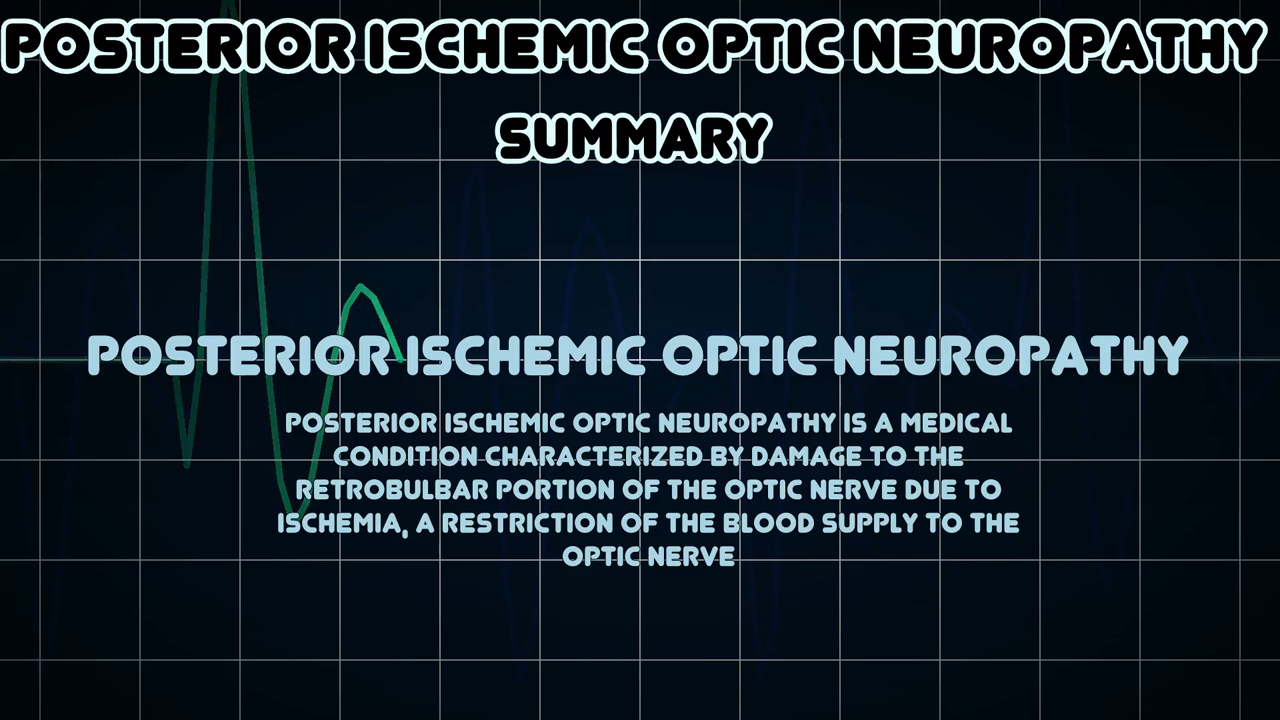 POSTERIOR ISCHEMIC OPTIC NEUROPATHY
SUMMARY
POSTERIOR ISCHEMIC OPTIC NEUROPATHY
POSTERIOR ISCHEMIC OPTIC NEUROPATHY IS A MEDICAL
CONDITION CHARACTERIZED BY DAMAGE TO THE
RETROBULBAR PORTION OF THE OPTIC NERVE DUE TO
ISCHEMIA, A RESTRICTION OF THE BLOOD SUPPLY TO THE
OPTIC NERVE